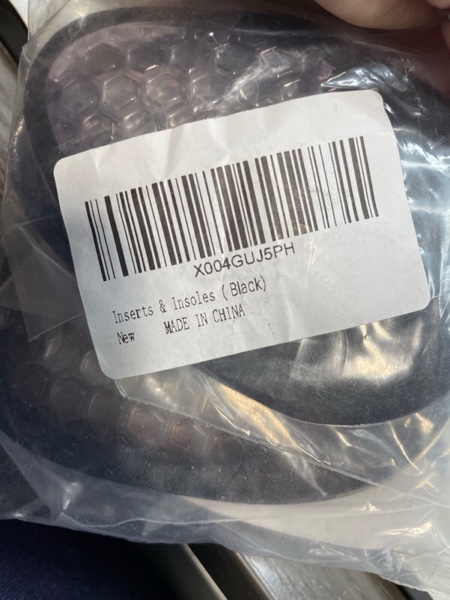 X004GUJ5PH
Inserts & Insoles (Black)
New MADE IN CHINA